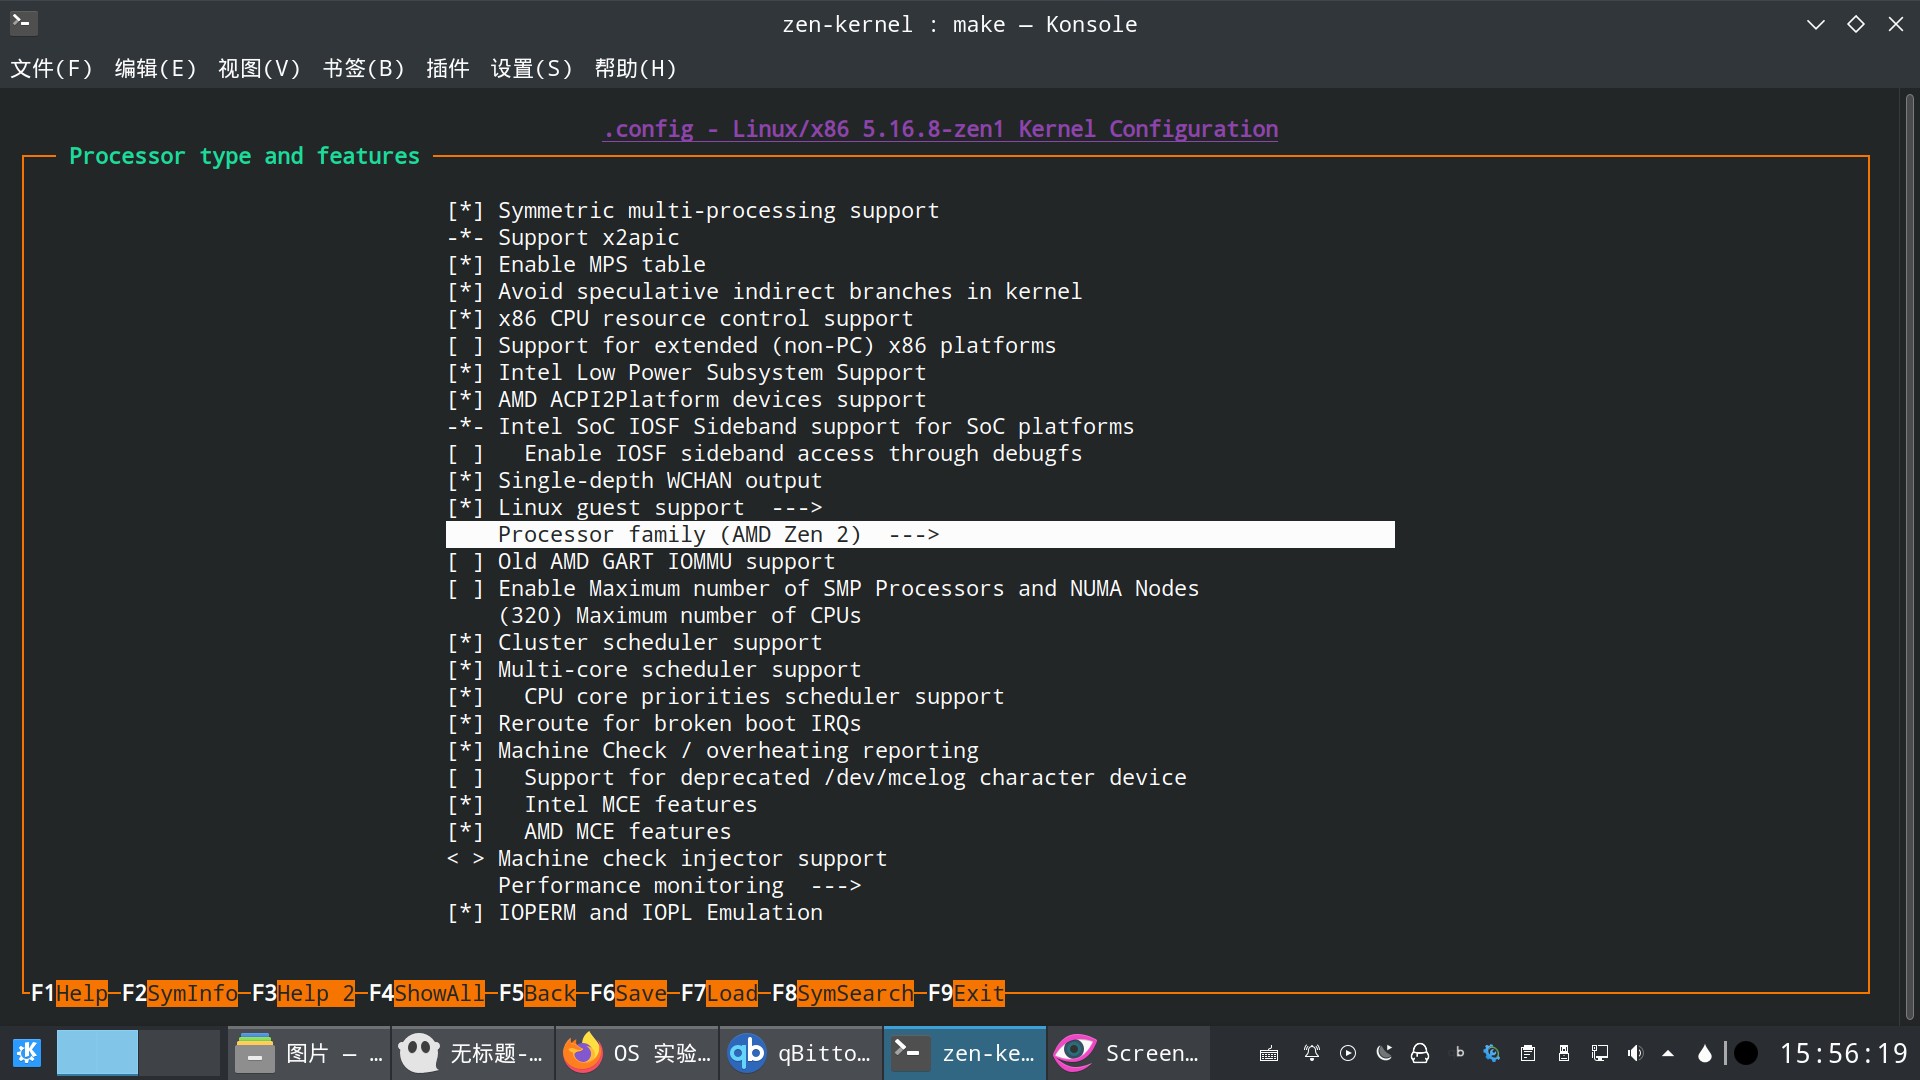 zen-kernel : make — Konsole
文件(F) 编辑(E) 视图(V) 书签(B) 插件 设置(S) 帮助(H)
.config - Linux/x86 5.16.8-zen1 Kernel Configuration
Processor type and features
[*] Symmetric multi-processing support
-*- Support x2apic
[*] Enable MPS table
[*] Avoid speculative indirect branches in kernel
[*] x86 CPU resource control support
[ ] Support for extended (non-PC) x86 platforms
[*] Intel Low Power Subsystem Support
[*] AMD ACPI2Platform devices support
-*- Intel SoC IOSF Sideband support for SoC platforms
[ ]   Enable IOSF sideband access through debugfs
[*] Single-depth WCHAN output
[*] Linux guest support  --->
Processor family (AMD Zen 2)  --->
[ ] Old AMD GART IOMMU support
[ ] Enable Maximum number of SMP Processors and NUMA Nodes
(320) Maximum number of CPUs
[*] Cluster scheduler support
[*] Multi-core scheduler support
[*]   CPU core priorities scheduler support
[*] Reroute for broken boot IRQs
[*] Machine Check / overheating reporting
[ ]   Support for deprecated /dev/mcelog character device
[*]   Intel MCE features
[*]   AMD MCE features
< > Machine check injector support
Performance monitoring  --->
[*] IOPERM and IOPL Emulation
F1Help F2SymInfo F3Help 2 F4ShowAll F5Back F6Save F7Load F8SymSearch F9Exit
图片 — … 无标题-… OS 实验… qb qBitto… zen-ke… Screen… b 15:56:19